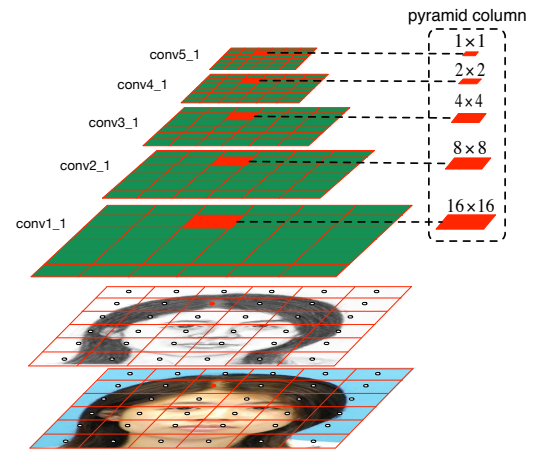 pyramid column
conv5_1
1×1
conv4_1
2×2
conv3_1
4×4
conv2_1
8×8
conv1_1
16×16